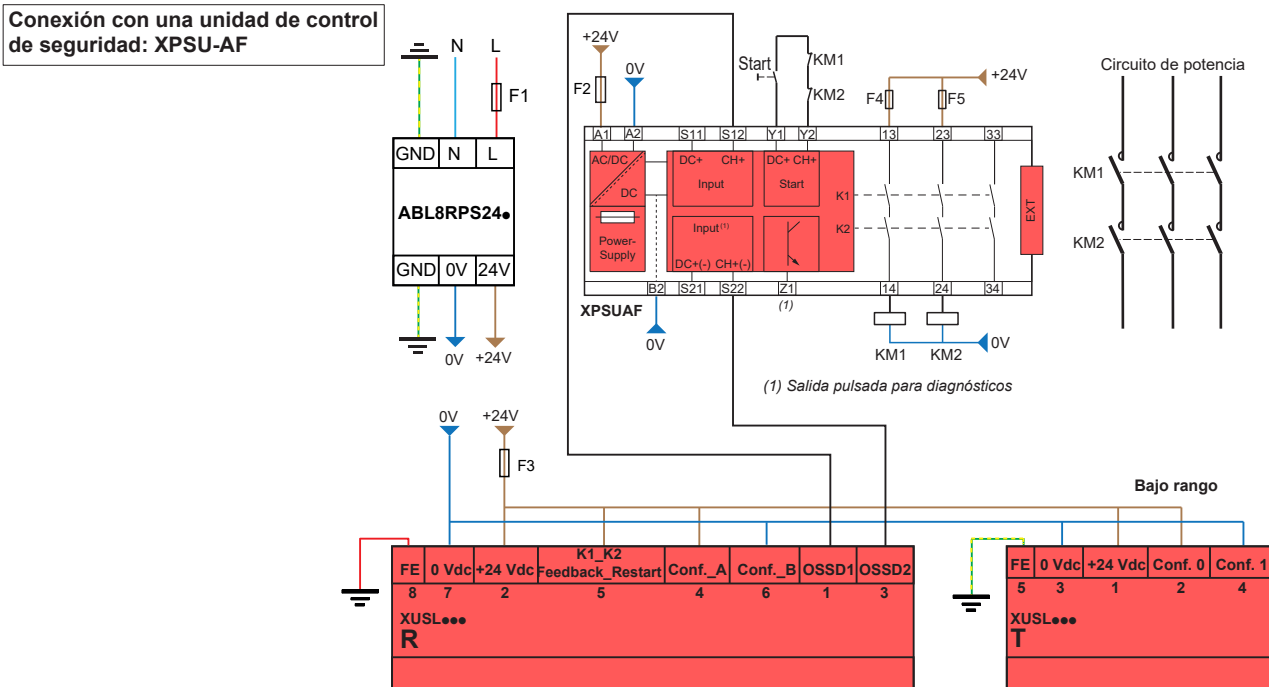 Conexión con una unidad de control
de seguridad: XPSU-AF
N
L
F1
GND
N
L
ABL8RPS24●
GND
0V
24V
0V
+24V
+24V
F2
0V
Start
KM1
KM2
F4
F5
+24V
Circuito de potencia
KM1
KM2
A1
A2
S11
S12
Y1
Y2
13
23
33
AC/DC
DC
Power-
Supply
DC+
CH+
Input
DC+
CH+
Start
Input(1)
DC+(-)
CH+(-)
K1
K2
EXT
B2
S21
S22
Z1
14
24
34
XPSUAF
(1)
0V
KM1
KM2
0V
(1) Salida pulsada para diagnósticos
0V
+24V
F3
Bajo rango
FE
0 Vdc
+24 Vdc
K1_K2
Feedback_Restart
Conf._A
Conf._B
OSSD1
OSSD2
8
7
2
5
4
6
1
3
XUSL●●●
R
FE
0 Vdc
+24 Vdc
Conf. 0
Conf. 1
5
3
1
2
4
XUSL●●●
T